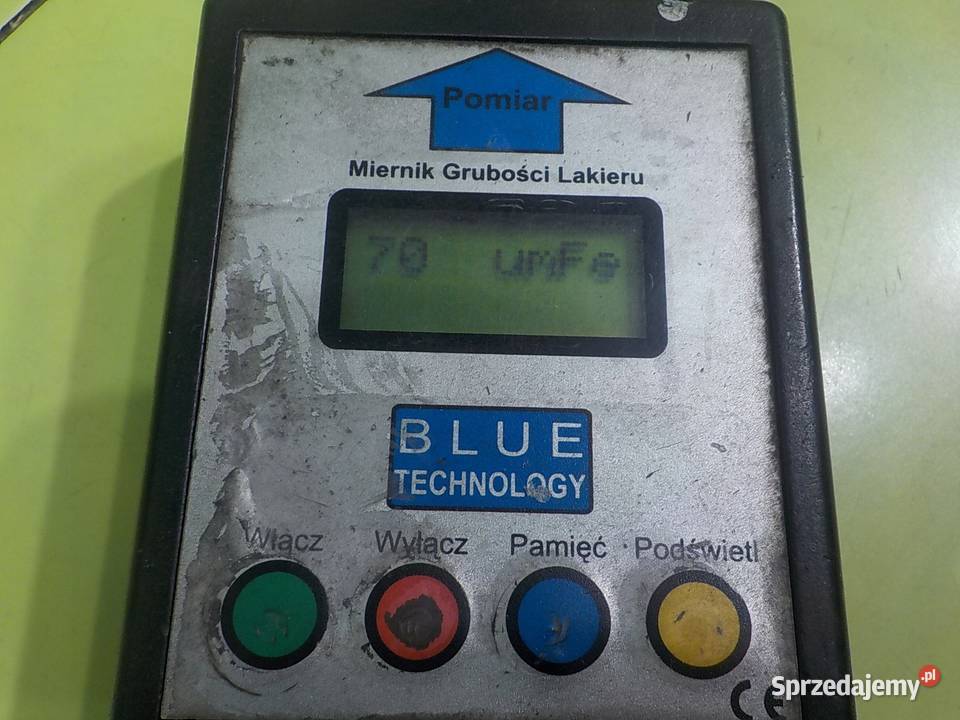 Pomiar
Miernik Grubości Lakieru
70 umFe
BLUE
TECHNOLOGY
Włącz Wyłącz Pamięć Podświetl
CE
Sprzedajemy.pl